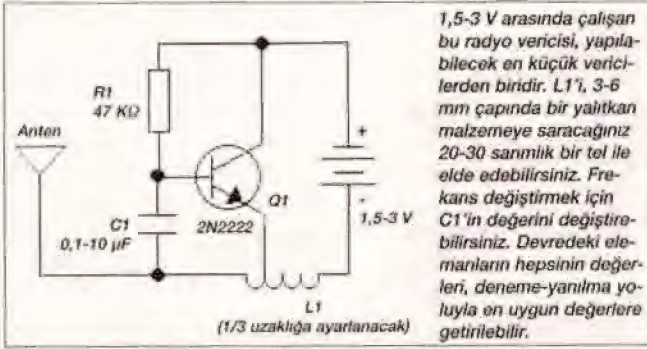 R1
47 KΩ
Anten
C1
0,1-10 µF
Q1
2N2222
+
-
1,5-3 V
L1
(1/3 uzaklığa ayarlanacak)
1,5-3 V arasında çalışan
bu radyo vericisi, yapıla-
bilecek en küçük verici-
lerden biridir. L1'i, 3-6
mm çapında bir yalıtkan
malzemeye saracağınız
20-30 sarımlık bir tel ile
elde edebilirsiniz. Fre-
kans değiştirmek için
C1'in değerini değiştire-
bilirsiniz. Devredeki ele-
manların hepsinin değer-
leri, deneme-yanılma yo-
luyla en uygun değerlere
getirilebilir.